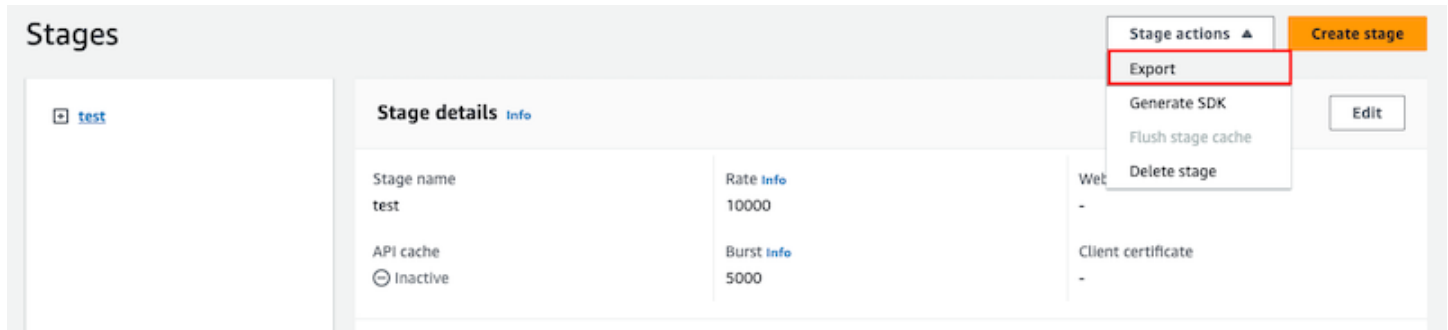 Stages
Stage actions
Create stage
Export
Generate SDK
Flush stage cache
Delete stage
test
Stage details Info
Edit
Stage name
test
Rate Info
10000
Web
-
API cache
Inactive
Burst Info
5000
Client certificate
-